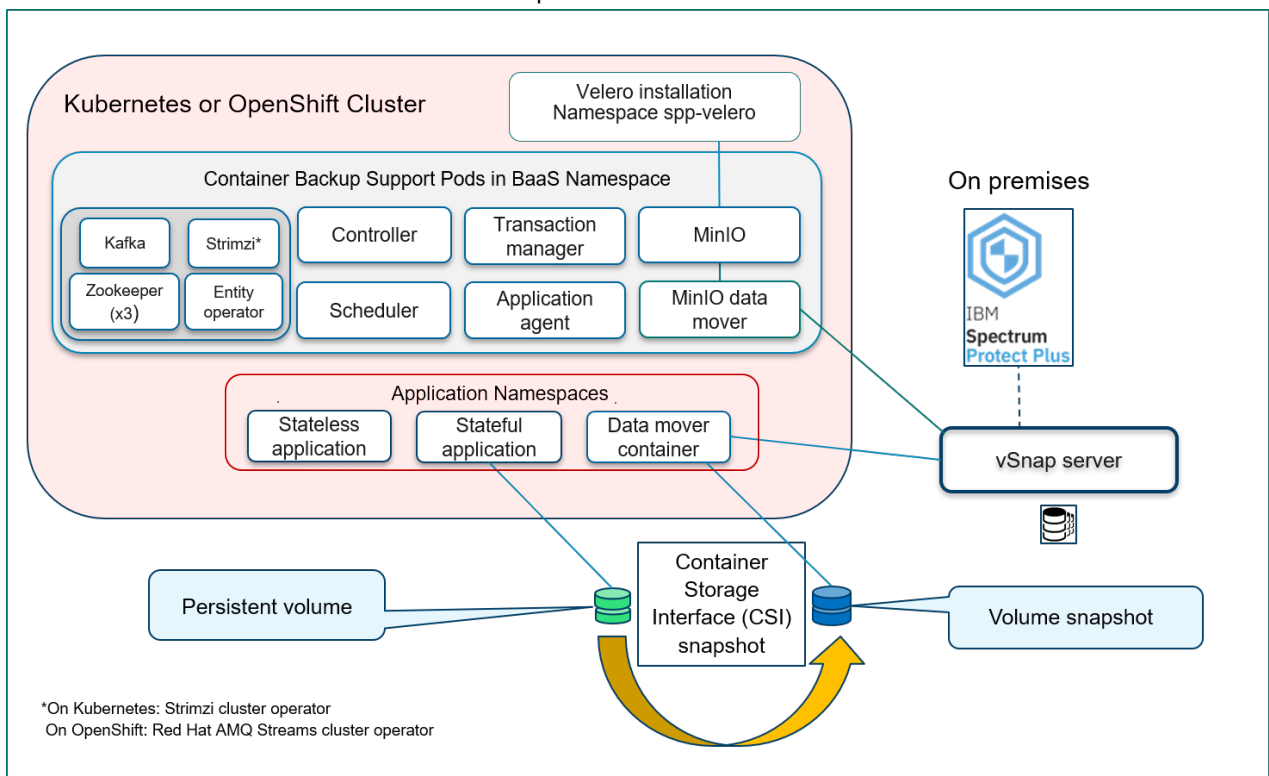 Kubernetes or OpenShift Cluster
Velero installation
Namespace spp-velero
Container Backup Support Pods in BaaS Namespace
Kafka
Strimzi*
Zookeeper
(x3)
Entity
operator
Controller
Transaction
manager
MinIO
Scheduler
Application
agent
MinIO data
mover
Application Namespaces
Stateless
application
Stateful
application
Data mover
container
On premises
IBM
Spectrum
Protect Plus
vSnap server
Persistent volume
Container
Storage
Interface (CSI)
snapshot
Volume snapshot
*On Kubernetes: Strimzi cluster operator
On OpenShift: Red Hat AMQ Streams cluster operator